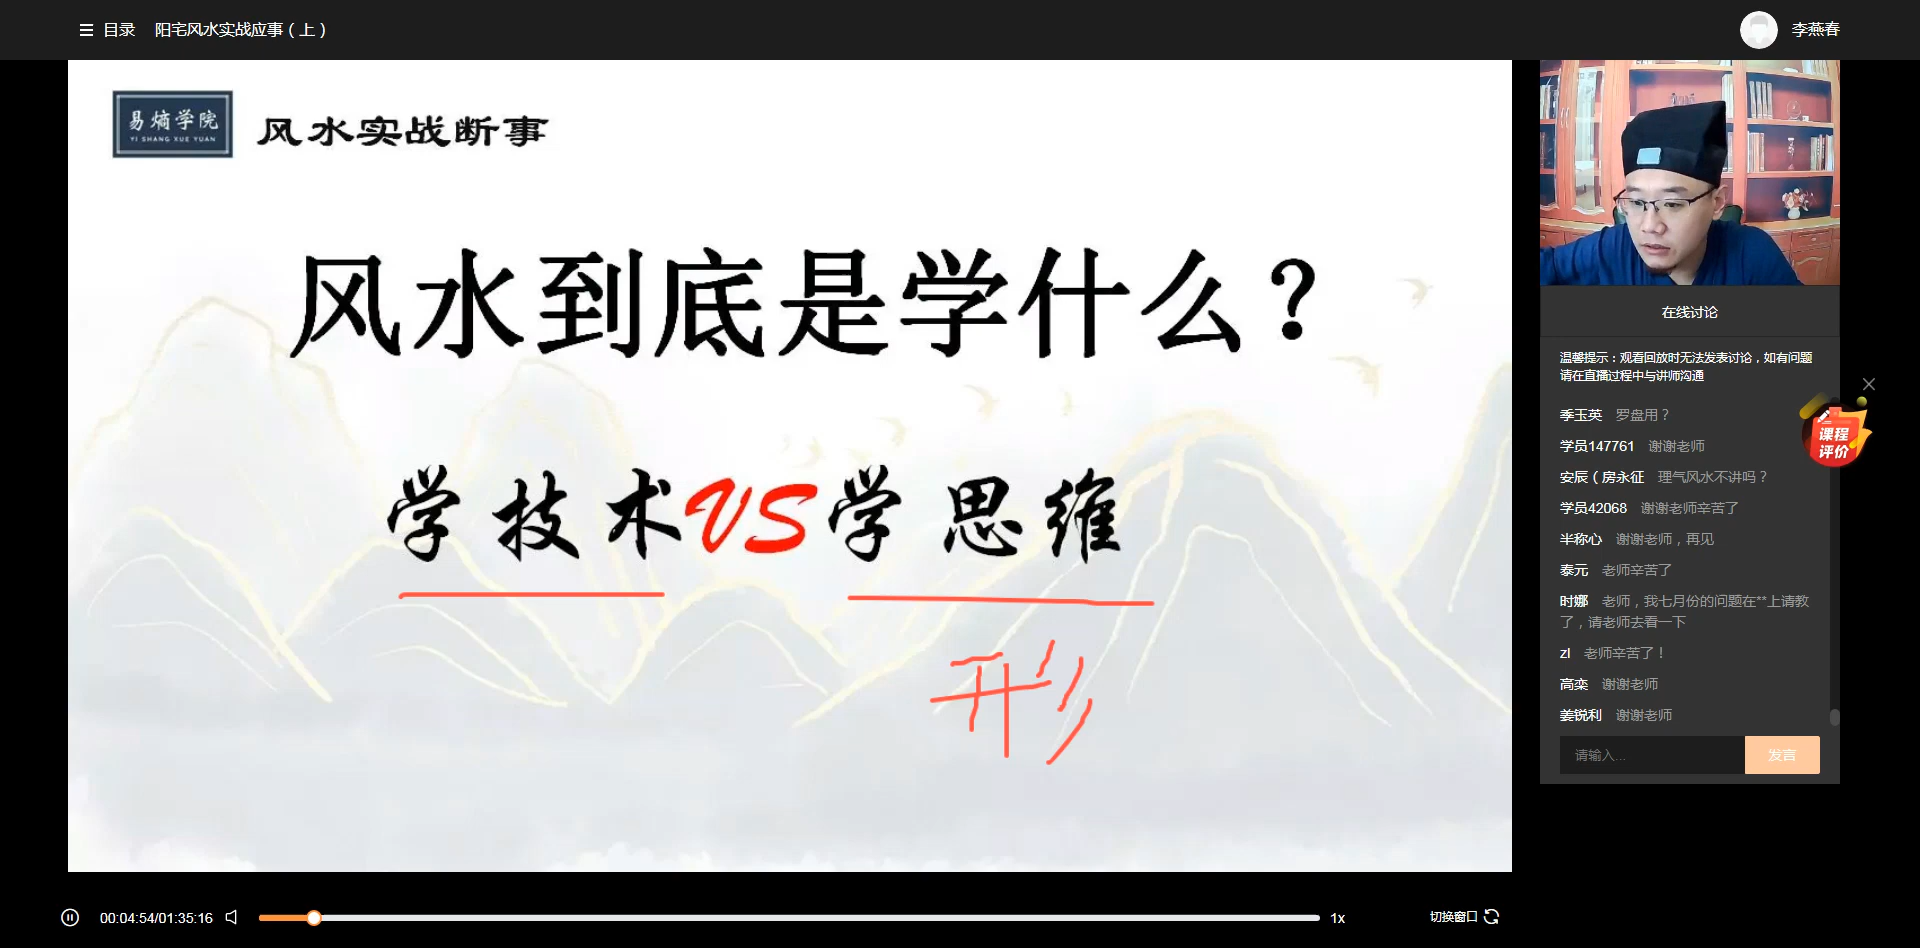 目录 阳宅风水实战应事（上） 李燕春
易熵学院
YI SHANG XUE YUAN
风水实战断事
风水到底是学什么？
学技术VS学思维
形
在线讨论
温馨提示：观看回放时无法发表讨论，如有问题
请在直播过程中与讲师沟通
季玉英 罗盘用？
学员147761 谢谢老师
安辰（房永征 理气风水不讲吗？
学员42068 谢谢老师辛苦了
半称心 谢谢老师，再见
泰元 老师辛苦了
时娜 老师，我七月份的问题在**上请教
了，请老师去看一下
zl 老师辛苦了！
高栾 谢谢老师
姜锐利 谢谢老师
课程
评价
请输入... 发言
00:04:54/01:35:16 1x 切换窗口